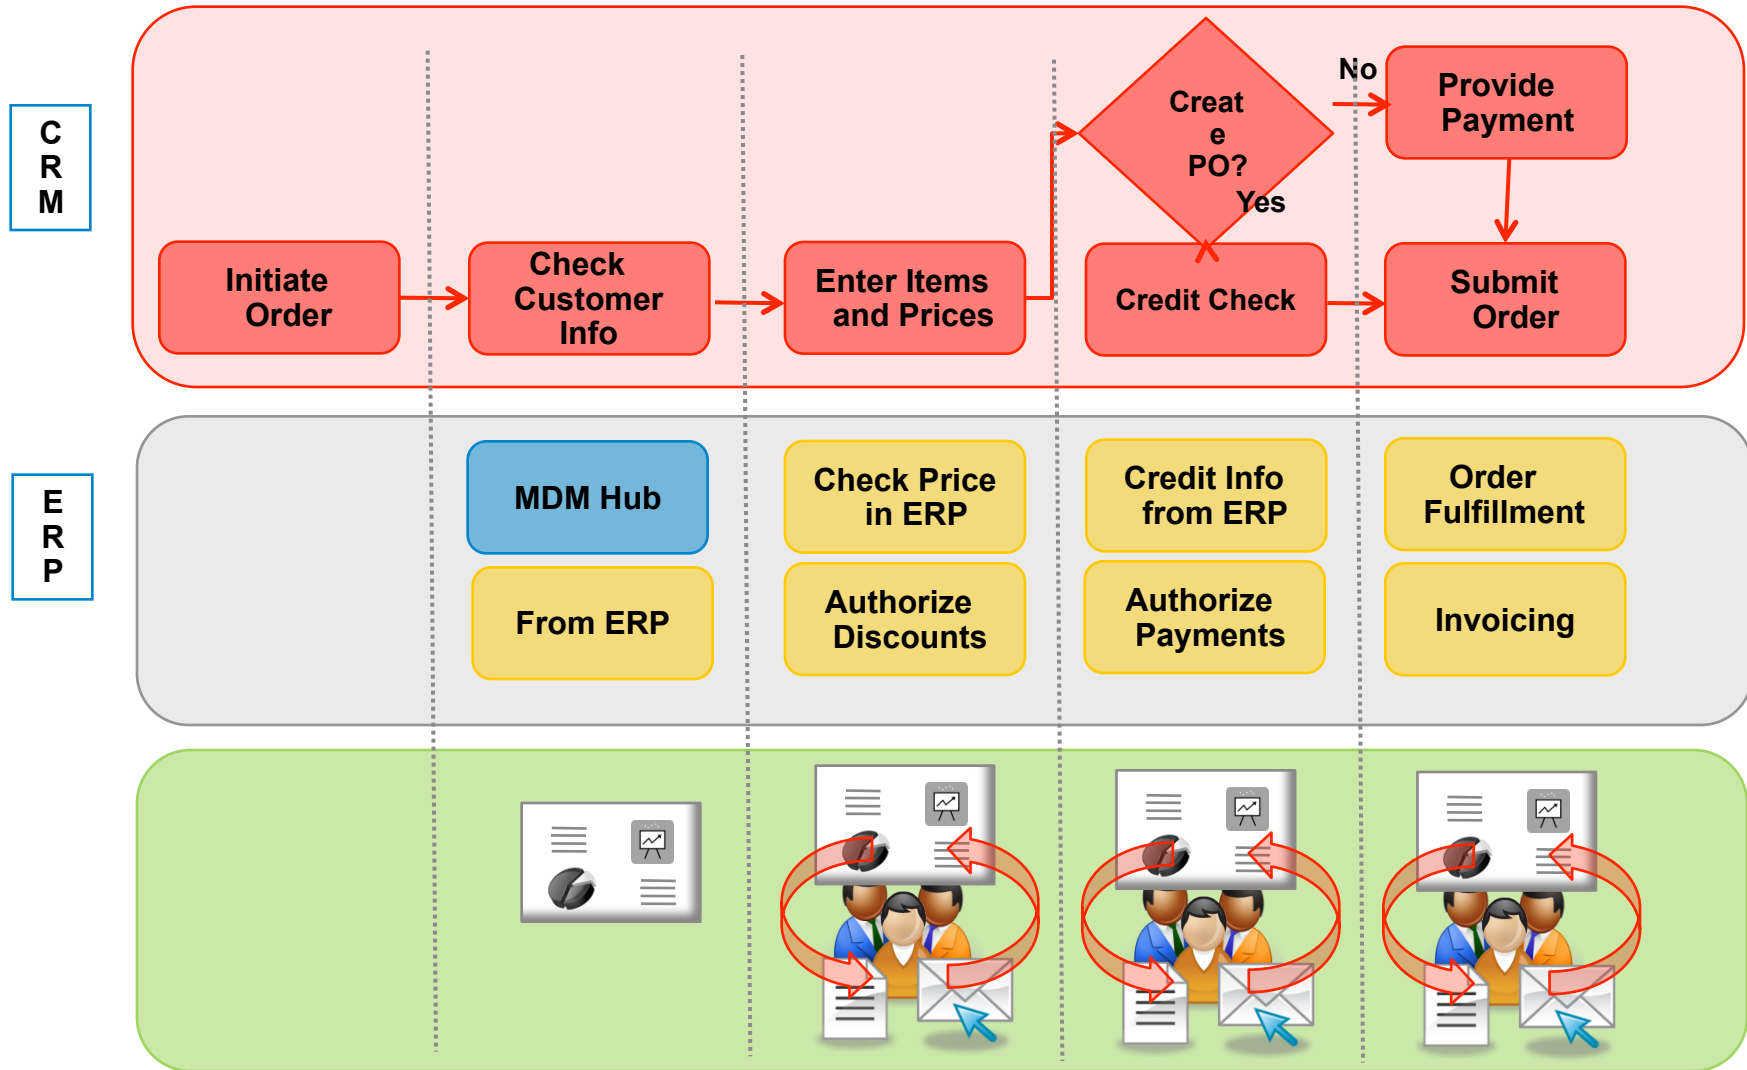 C
R
M
Initiate
Order
Check
Customer
Info
Enter Items
and Prices
Creat
e
PO?
Yes
No
Provide
Payment
Credit Check
Submit
Order
E
R
P
MDM Hub
From ERP
Check Price
in ERP
Authorize
Discounts
Credit Info
from ERP
Authorize
Payments
Order
Fulfillment
Invoicing